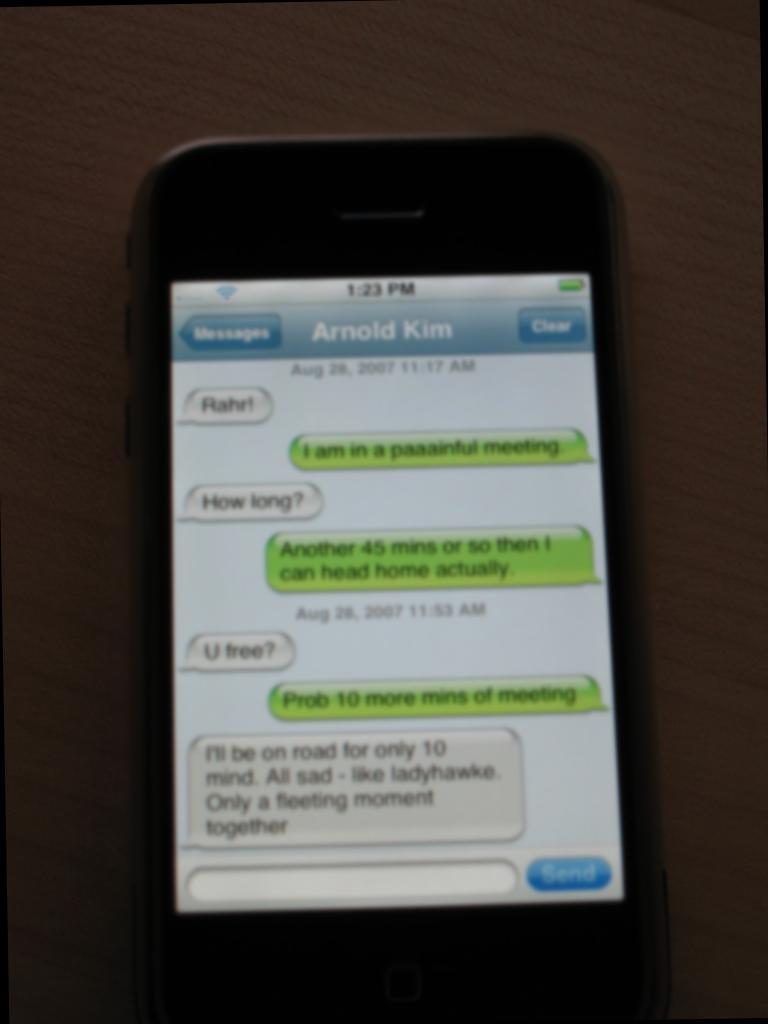 1:23 PM
Messages
Arnold Kim
Clear
Aug 28, 2007 11:17 AM
Rahr!
I am in a paaainful meeting.
How long?
Another 45 mins or so then I
can head home actually.
Aug 28, 2007 11:53 AM
U free?
Prob 10 more mins of meeting
I'll be on road for only 10
mind. All sad - like ladyhawke.
Only a fleeting moment
together
Send